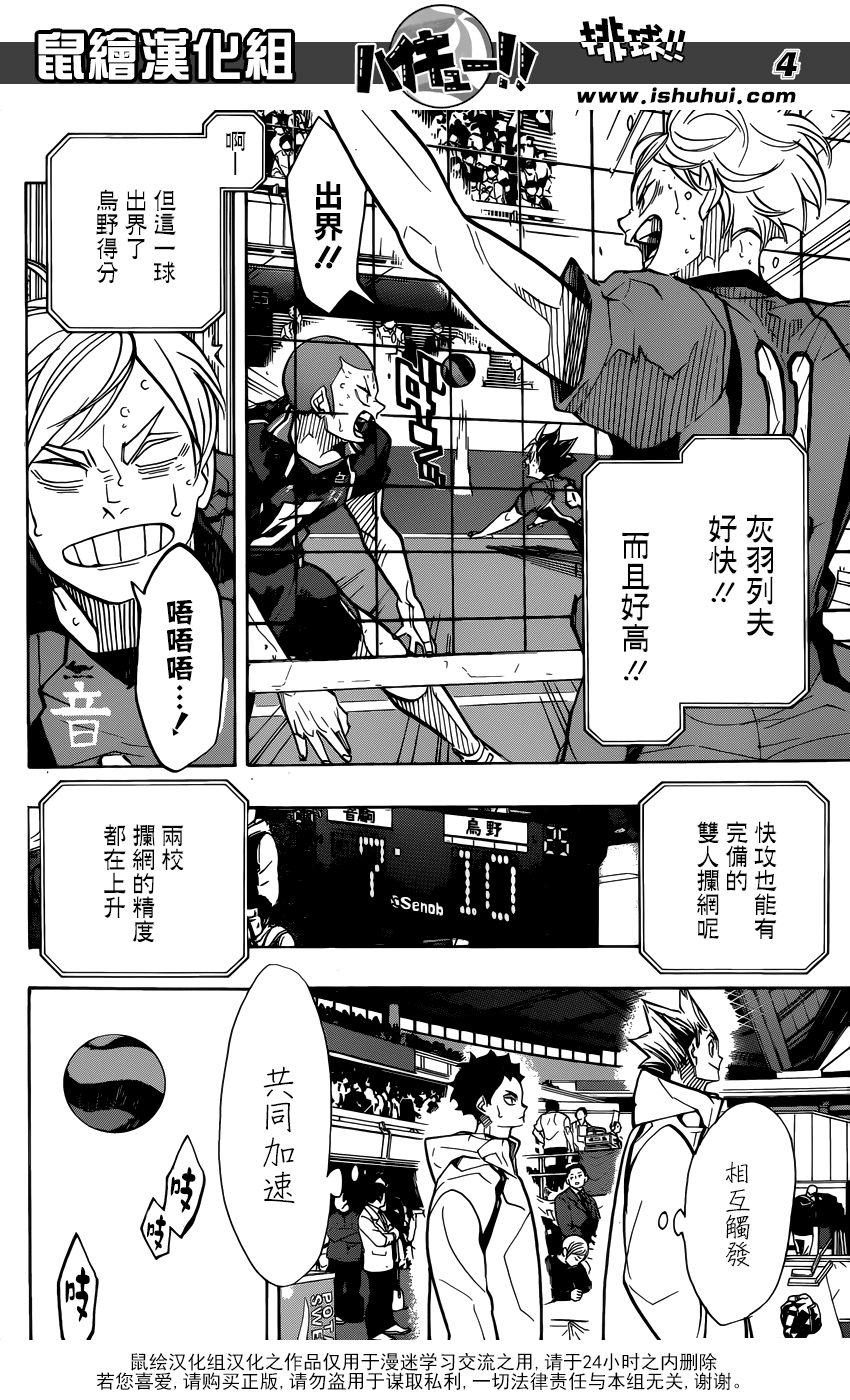 鼠繪漢化組
ハイキュー!!
排球!!
4
www.ishuhui.com
出界!!
灰羽列夫
好快!!
而且好高!!
啊—
但這一球
出界了
烏野得分
唔唔唔…!
音
快攻也能有
完備的
雙人攔網呢
音駒
烏野
7
10
Senoh
兩校
攔網的精度
都在上升
相互觸發
共同加速
吱
吱
吱
POTA
SWE
鼠绘汉化组汉化之作品仅用于漫迷学习交流之用,请于24小时之内删除
若您喜爱,请购买正版,请勿盗用于谋取私利,一切法律责任与本组无关,谢谢。